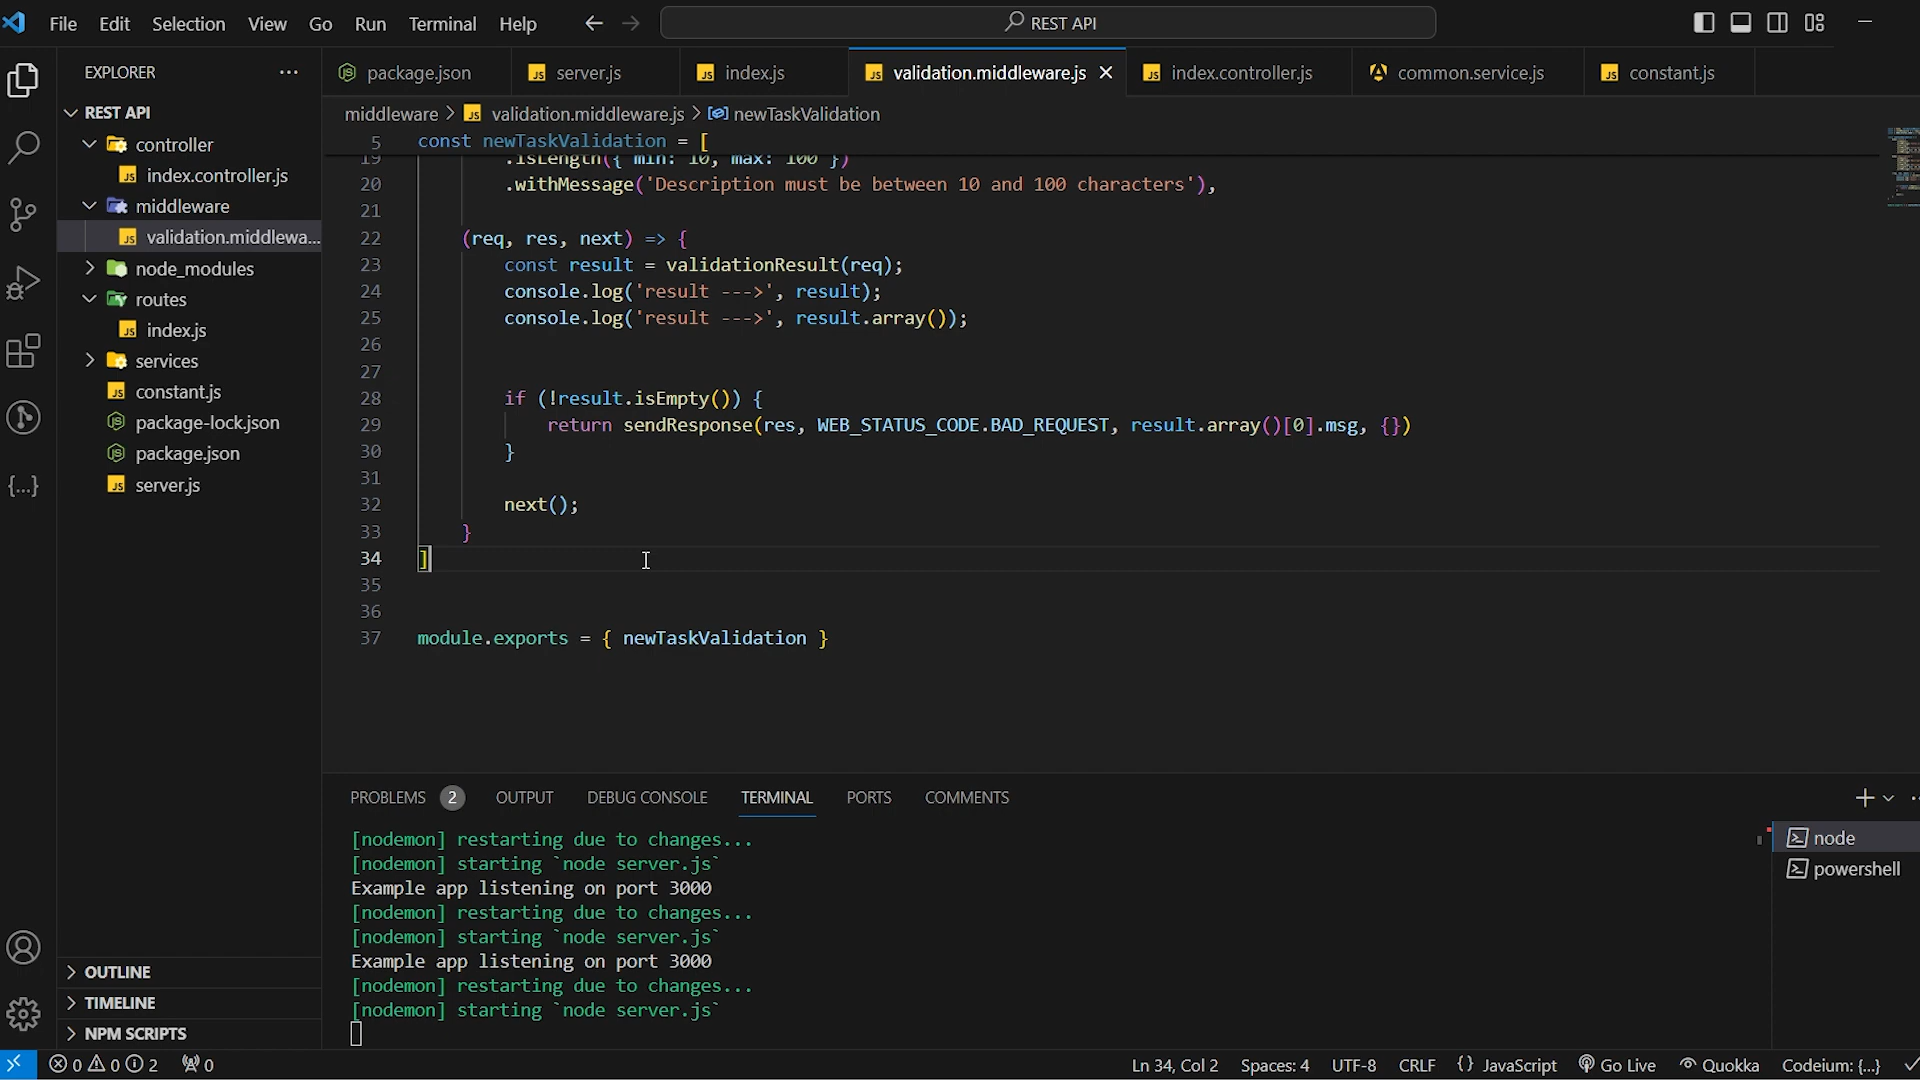 File Edit Selection View Go Run Terminal Help REST API
EXPLORER ...
REST API
controller
index.controller.js
middleware
validation.middlewa...
node_modules
routes
index.js
services
constant.js
package-lock.json
package.json
server.js
OUTLINE
TIMELINE
NPM SCRIPTS
package.json server.js index.js validation.middleware.js index.controller.js common.service.js constant.js
middleware > validation.middleware.js > newTaskValidation
5 const newTaskValidation = [
19 .isLength({ min: 10, max: 100 })
20 .withMessage('Description must be between 10 and 100 characters'),
21
22 (req, res, next) => {
23 const result = validationResult(req);
24 console.log('result --->', result);
25 console.log('result --->', result.array());
26
27
28 if (!result.isEmpty()) {
29 return sendResponse(res, WEB_STATUS_CODE.BAD_REQUEST, result.array()[0].msg, {})
30 }
31
32 next();
33 }
34 ]
35
36
37 module.exports = { newTaskValidation }
PROBLEMS 2 OUTPUT DEBUG CONSOLE TERMINAL PORTS COMMENTS
[nodemon] restarting due to changes...
[nodemon] starting `node server.js`
Example app listening on port 3000
[nodemon] restarting due to changes...
[nodemon] starting `node server.js`
Example app listening on port 3000
[nodemon] restarting due to changes...
[nodemon] starting `node server.js`
node
powershell
0 0 2 0 Ln 34, Col 2 Spaces: 4 UTF-8 CRLF {} JavaScript Go Live Quokka Codeium: {...}